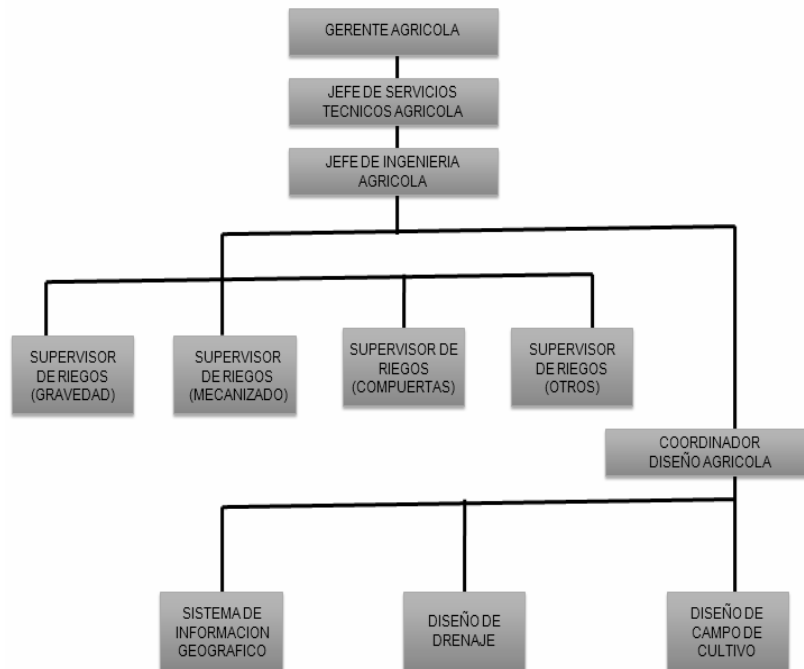 GERENTE AGRICOLA
JEFE DE SERVICIOS
TECNICOS AGRICOLA
JEFE DE INGENIERIA
AGRICOLA
SUPERVISOR
DE RIEGOS
(GRAVEDAD)
SUPERVISOR
DE RIEGOS
(MECANIZADO)
SUPERVISOR DE
RIEGOS
(COMPUERTAS)
SUPERVISOR
DE RIEGOS
(OTROS)
COORDINADOR
DISEÑO AGRICOLA
SISTEMA DE
INFORMACION
GEOGRAFICO
DISEÑO DE
DRENAJE
DISEÑO DE
CAMPO DE
CULTIVO